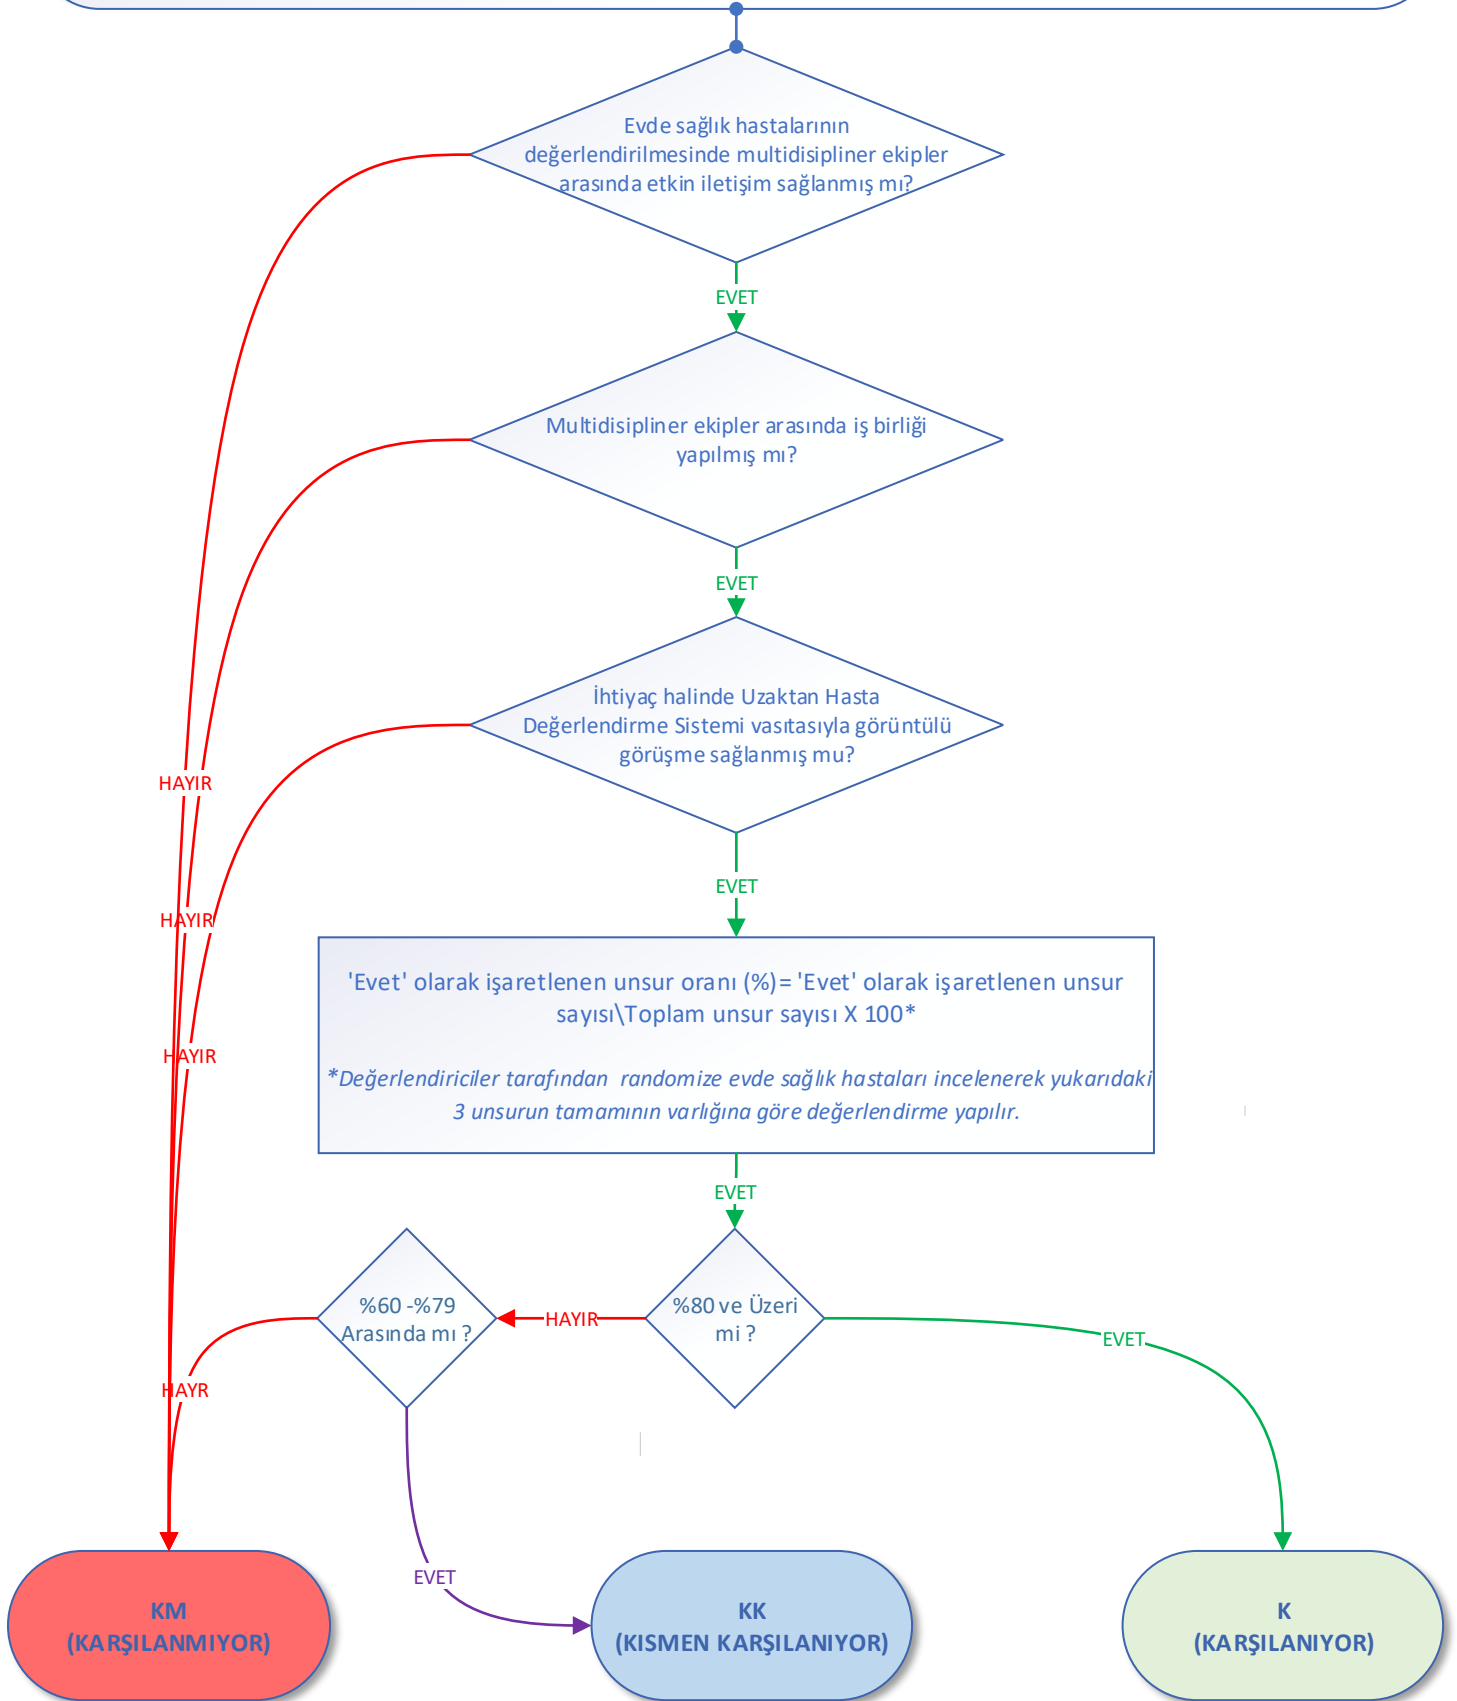 Evde sağlık hastalarının
değerlendirilmesinde multidisipliner ekipler
arasında etkin iletişim sağlanmış mı?
EVET
Multidisipliner ekipler arasında iş birliği
yapılmış mı?
EVET
İhtiyaç halinde Uzaktan Hasta
Değerlendirme Sistemi vasıtasıyla görüntülü
görüşme sağlanmış mu?
HAYIR
EVET
HAYIR
'Evet' olarak işaretlenen unsur oranı (%)= 'Evet' olarak işaretlenen unsur
sayısı\Toplam unsur sayısı X 100*
HAYIR
*Değerlendiriciler tarafından randomize evde sağlık hastaları incelenerek yukarıdaki
3 unsurun tamamının varlığına göre değerlendirme yapılır.
EVET
%60 -%79
Arasında mı ?
HAYIR
%80 ve Üzeri
mi ?
EVET
HAYR
EVET
KM
(KARŞILANMIYOR)
KK
(KISMEN KARŞILANIYOR)
K
(KARŞILANIYOR)